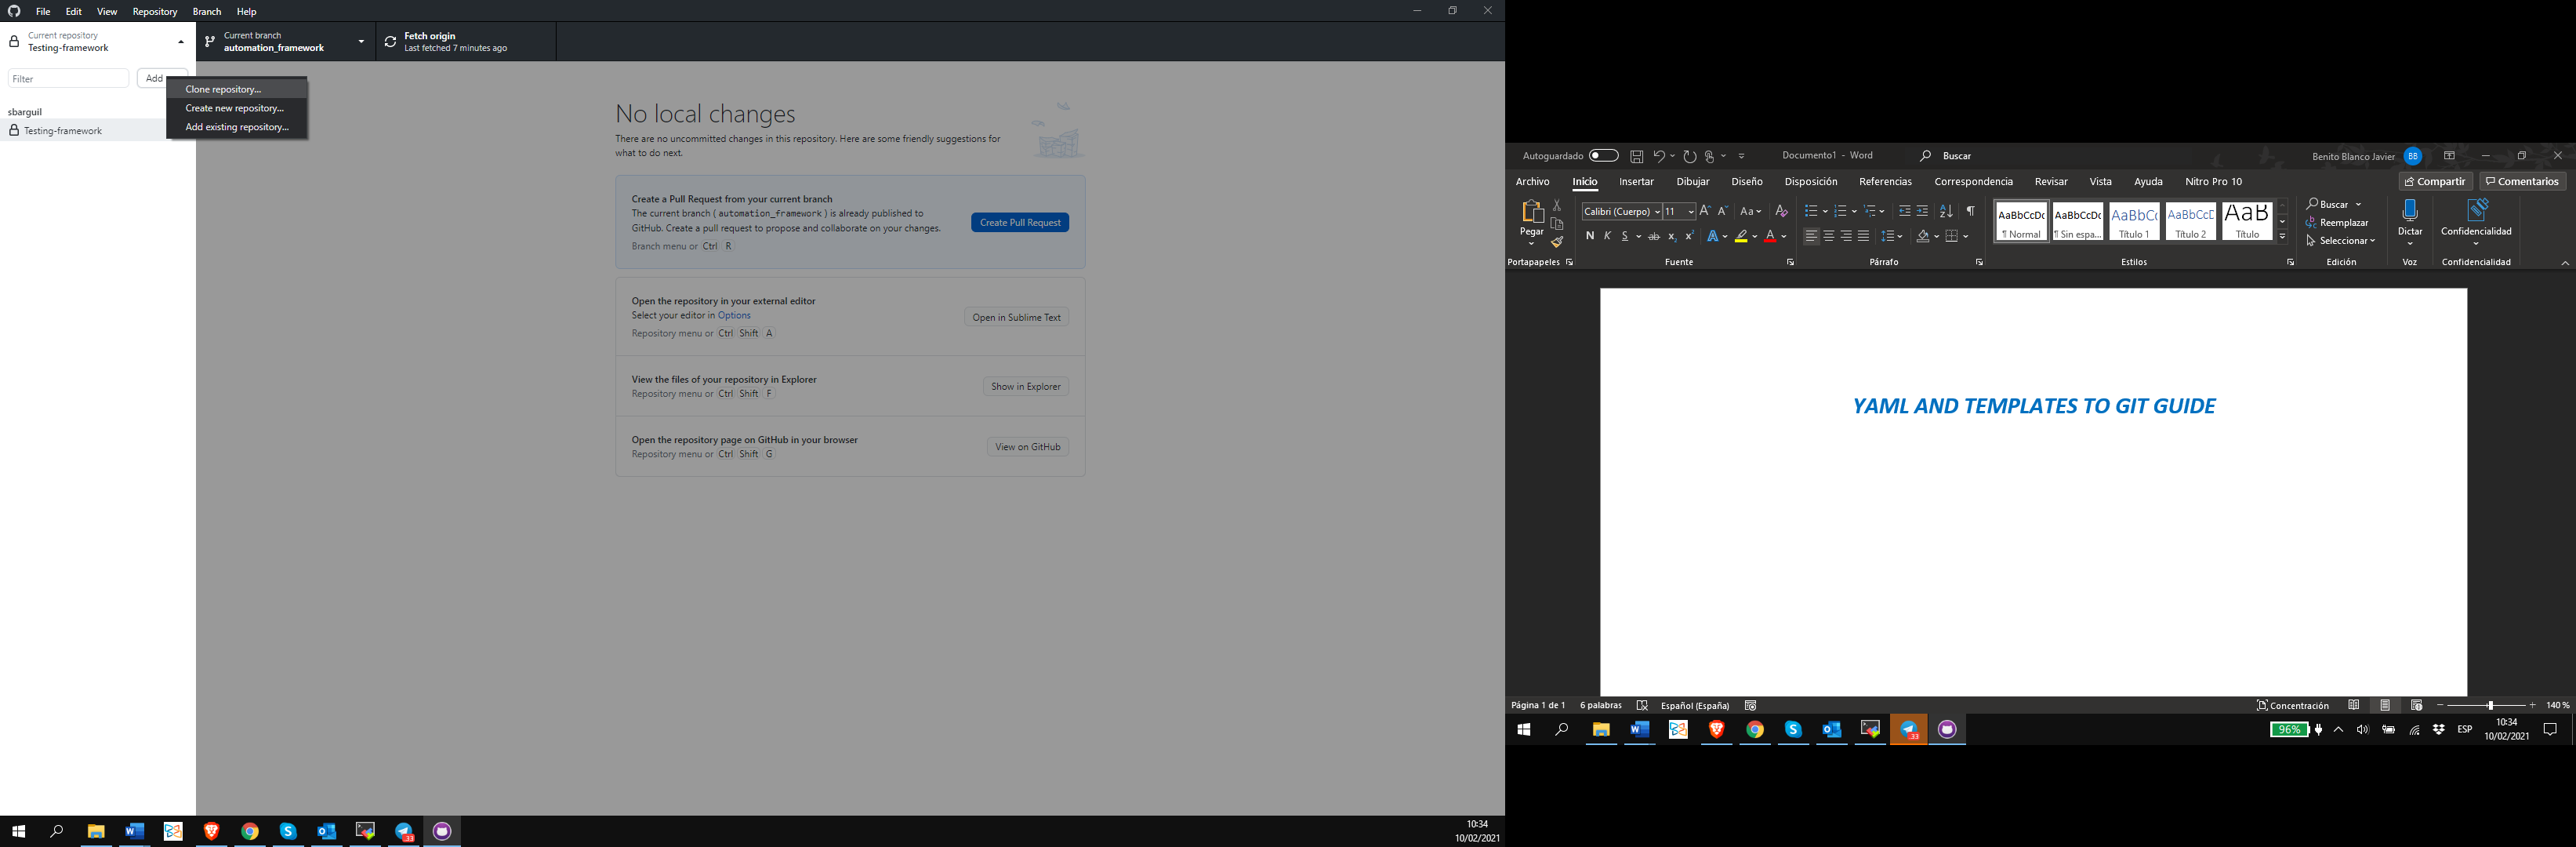 File Edit View Repository Branch Help
Current repository
Testing-framework
Current branch
automation_framework
Fetch origin
Last fetched 7 minutes ago
Filter
Add
Clone repository...
Create new repository...
Add existing repository...
sbarguil
Testing-framework
No local changes
There are no uncommitted changes in this repository. Here are some friendly suggestions for
what to do next.
Create a Pull Request from your current branch
The current branch ( automation_framework ) is already published to
GitHub. Create a pull request to propose and collaborate on your changes.
Branch menu or Ctrl R
Create Pull Request
Open the repository in your external editor
Select your editor in Options
Repository menu or Ctrl Shift A
Open in Sublime Text
View the files of your repository in Explorer
Repository menu or Ctrl Shift F
Show in Explorer
Open the repository page on GitHub in your browser
Repository menu or Ctrl Shift G
View on GitHub
33
10:34
10/02/2021
Autoguardado
Documento1 - Word
Buscar
Benito Blanco Javier BB
Archivo Inicio Insertar Dibujar Diseño Disposición Referencias Correspondencia Revisar Vista Ayuda Nitro Pro 10
Compartir
Comentarios
Pegar
Portapapeles
Calibri (Cuerpo) 11
Aa
N K S ab x₂ x² A A
Fuente
Párrafo
AaBbCcDc AaBbCcDc AaBbC AaBbCcD AaB
¶ Normal ¶ Sin espa... Título 1 Título 2 Título
Estilos
Buscar
Reemplazar
Seleccionar
Edición
Dictar
Voz
Confidencialidad
Confidencialidad
YAML AND TEMPLATES TO GIT GUIDE
Página 1 de 1 6 palabras Español (España)
Concentración
140 %
33
96%
ESP
10:34
10/02/2021